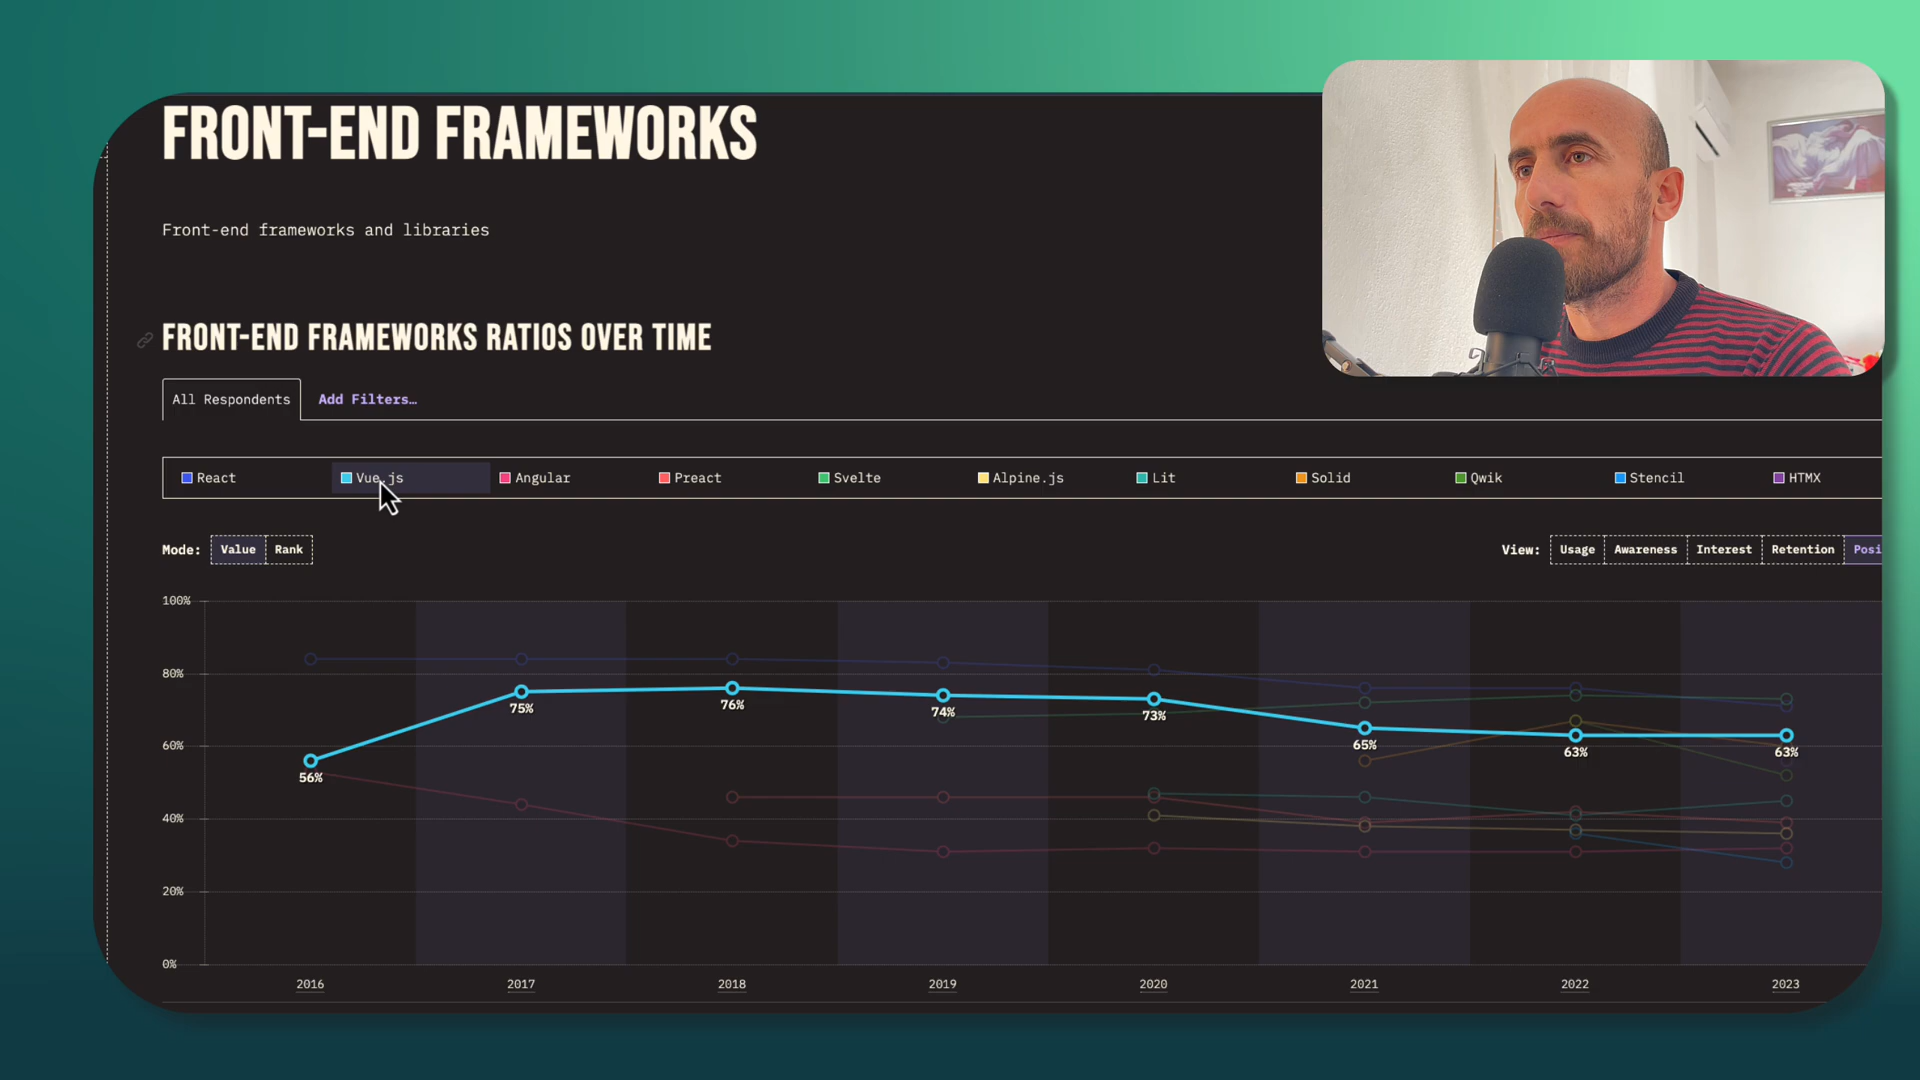 FRONT-END FRAMEWORKS
Front-end frameworks and libraries
FRONT-END FRAMEWORKS RATIOS OVER TIME
All Respondents Add Filters…
React Vue.js Angular Preact Svelte Alpine.js Lit Solid Qwik Stencil HTMX
Mode: Value Rank View: Usage Awareness Interest Retention Posi
100%
80%
60%
40%
20%
0%
56% 75% 76% 74% 73% 65% 63% 63%
2016 2017 2018 2019 2020 2021 2022 2023